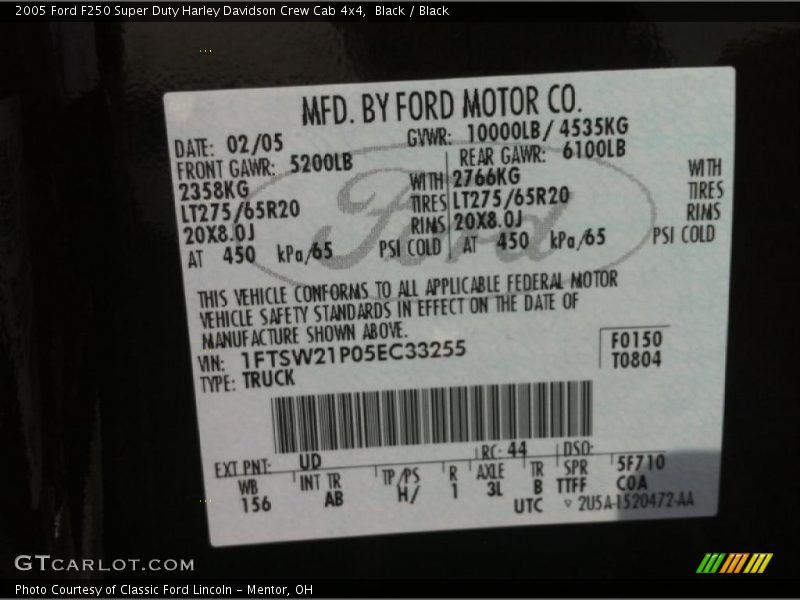 2005 Ford F250 Super Duty Harley Davidson Crew Cab 4x4,  Black / Black
MFD. BY FORD MOTOR CO.
DATE: 02/05 GVWR: 10000LB/ 4535KG
FRONT GAWR: 5200LB REAR GAWR: 6100LB
2358KG WITH 2766KG WITH
LT275/65R20 TIRES LT275/65R20 TIRES
20X8.0J RIMS 20X8.0J RIMS
AT 450 kPa/65 PSI COLD AT 450 kPa/65 PSI COLD
Ford
THIS VEHICLE CONFORMS TO ALL APPLICABLE FEDERAL MOTOR
VEHICLE SAFETY STANDARDS IN EFFECT ON THE DATE OF
MANUFACTURE SHOWN ABOVE.
VIN: 1FTSW21P05EC33255 F0150
TYPE: TRUCK T0804
EXT PNT: UD RC: 44 DSO:
WB INT TR TP/PS R AXLE TR SPR 5F710
156 AB H/ 1 3L B TTFF C0A
UTC ▽ 2U5A-1520472-AA
GTCARLOT.COM
Photo Courtesy of Classic Ford Lincoln - Mentor, OH